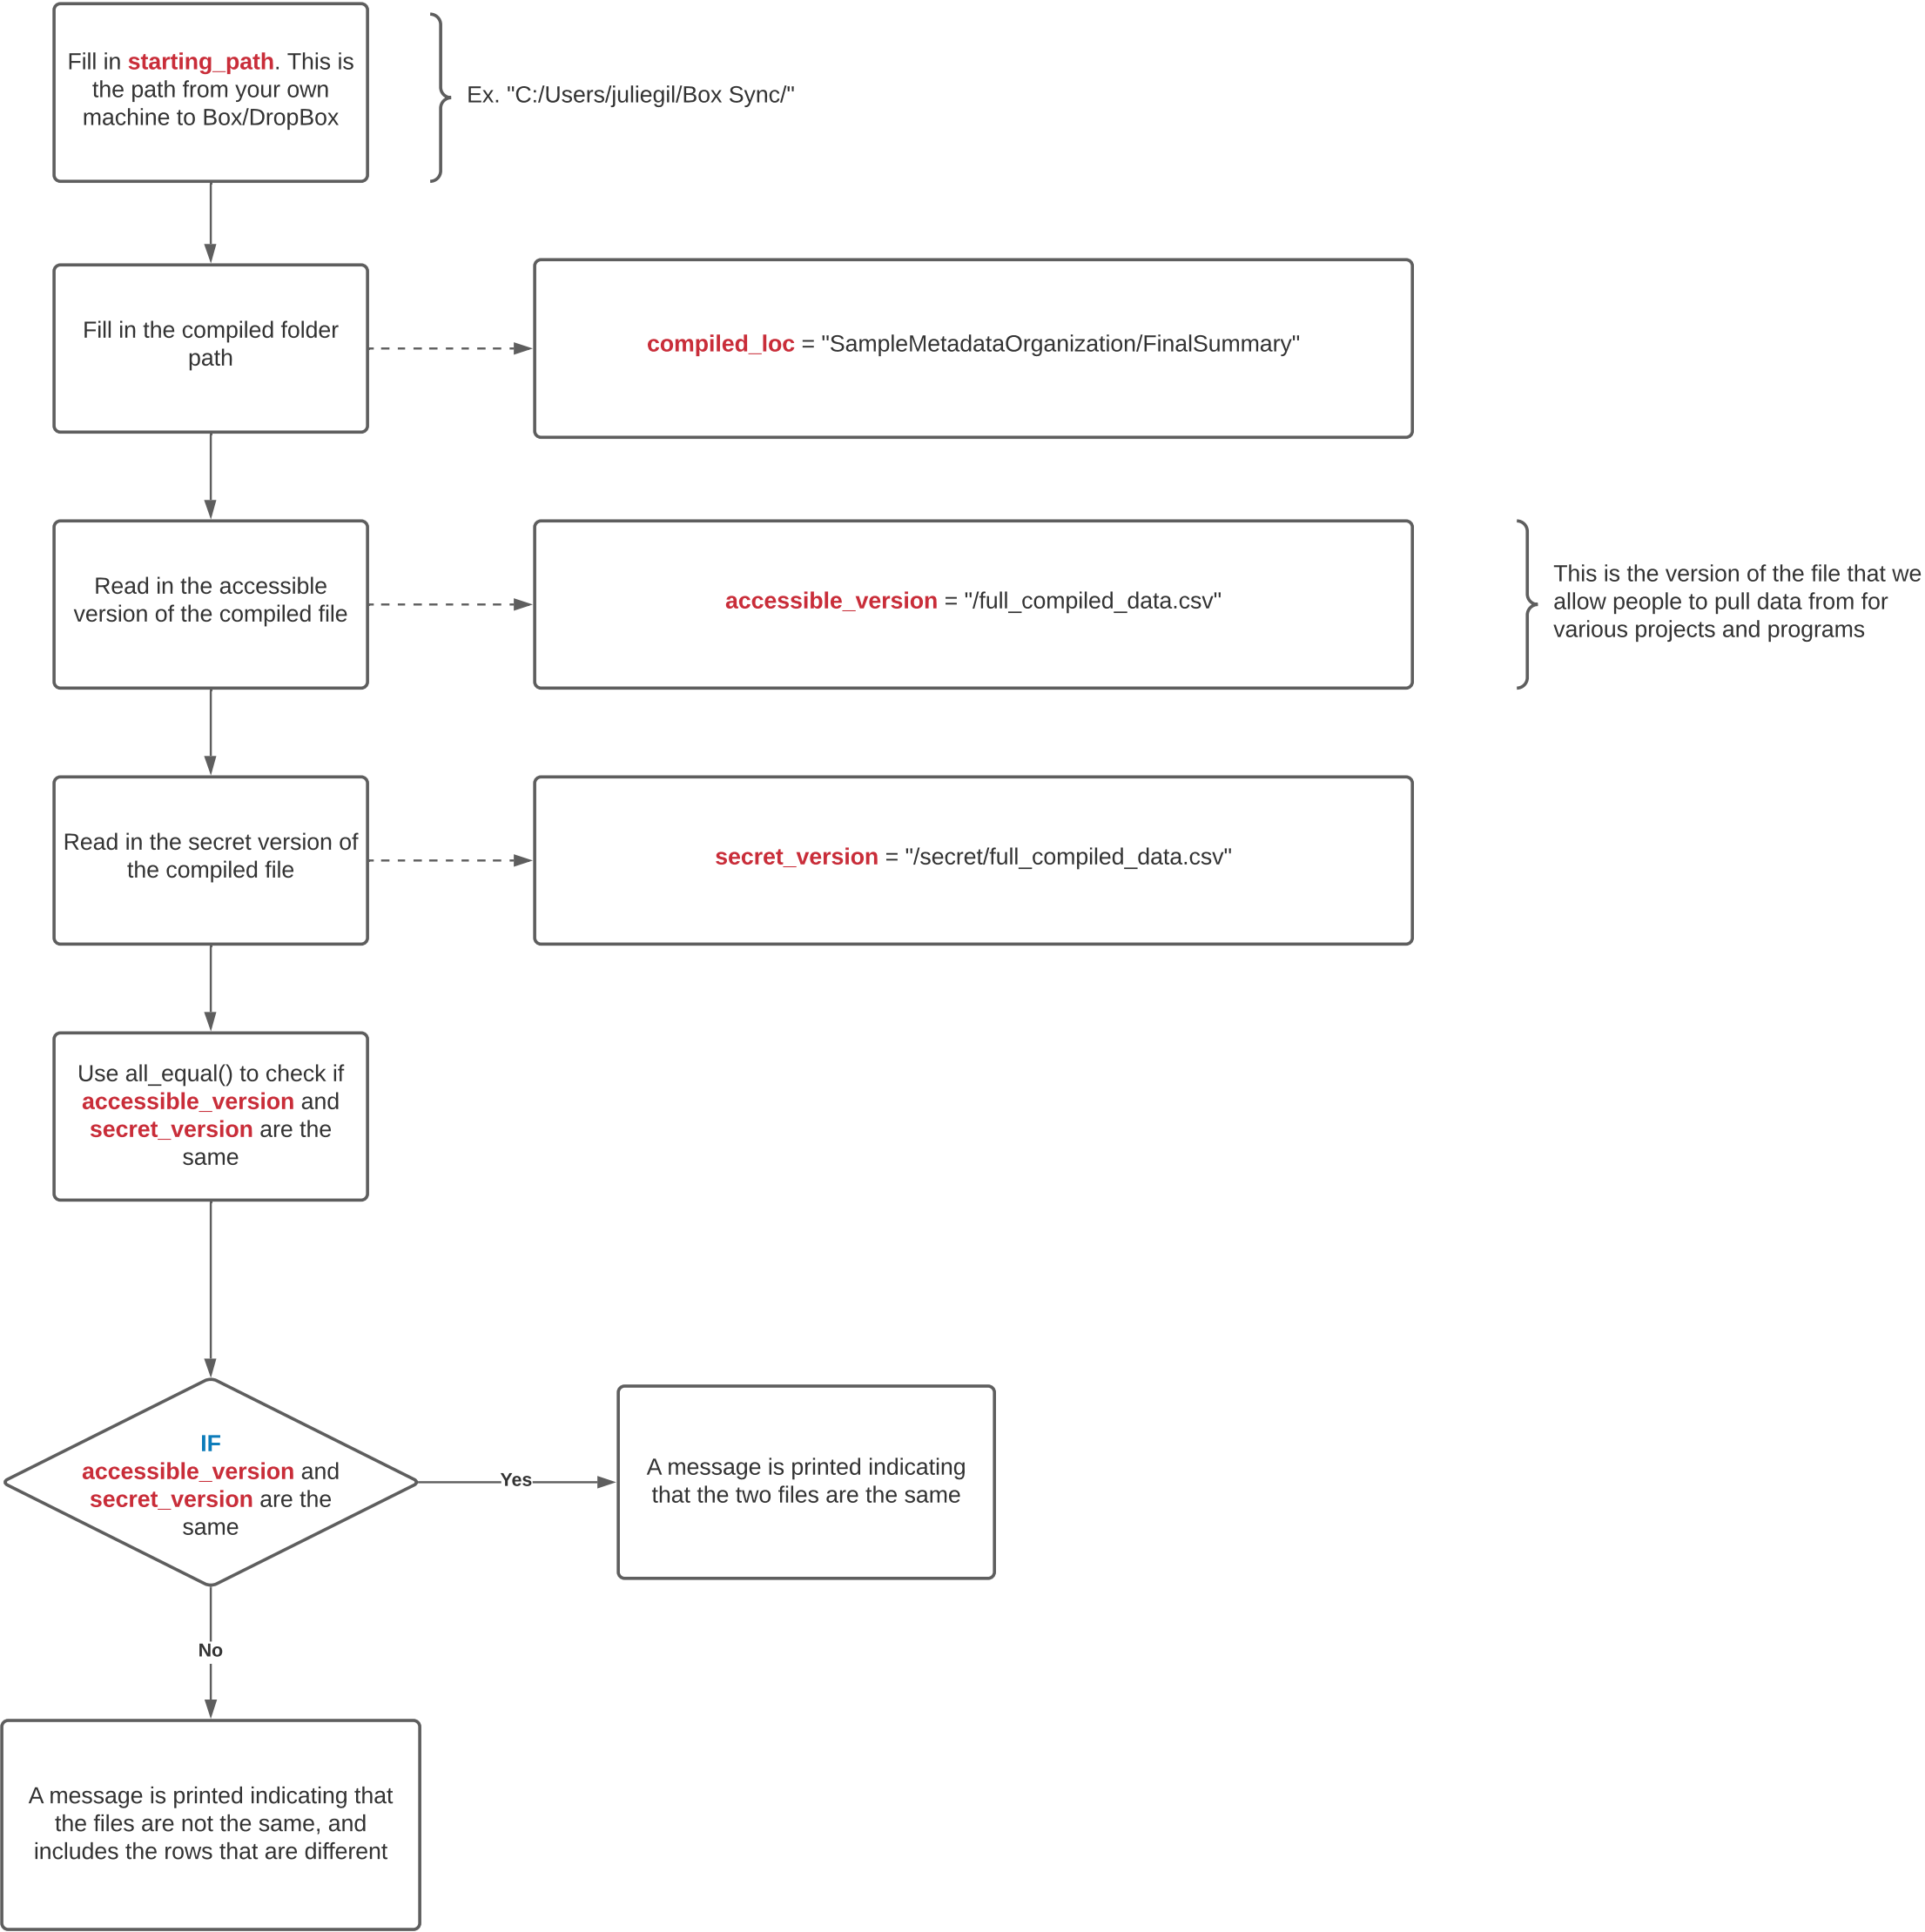 Fill in starting_path. This is
the path from your own
machine to Box/DropBox
Ex. "C:/Users/juliegil/Box Sync/"
Fill in the compiled folder
path
compiled_loc = "SampleMetadataOrganization/FinalSummary"
Read in the accessible
version of the compiled file
accessible_version = "/full_compiled_data.csv"
This is the version of the file that we
allow people to pull data from for
various projects and programs
Read in the secret version of
the compiled file
secret_version = "/secret/full_compiled_data.csv"
Use all_equal() to check if
accessible_version and
secret_version are the
same
IF
accessible_version and
secret_version are the
same
Yes
A message is printed indicating
that the two files are the same
No
A message is printed indicating that
the files are not the same, and
includes the rows that are different